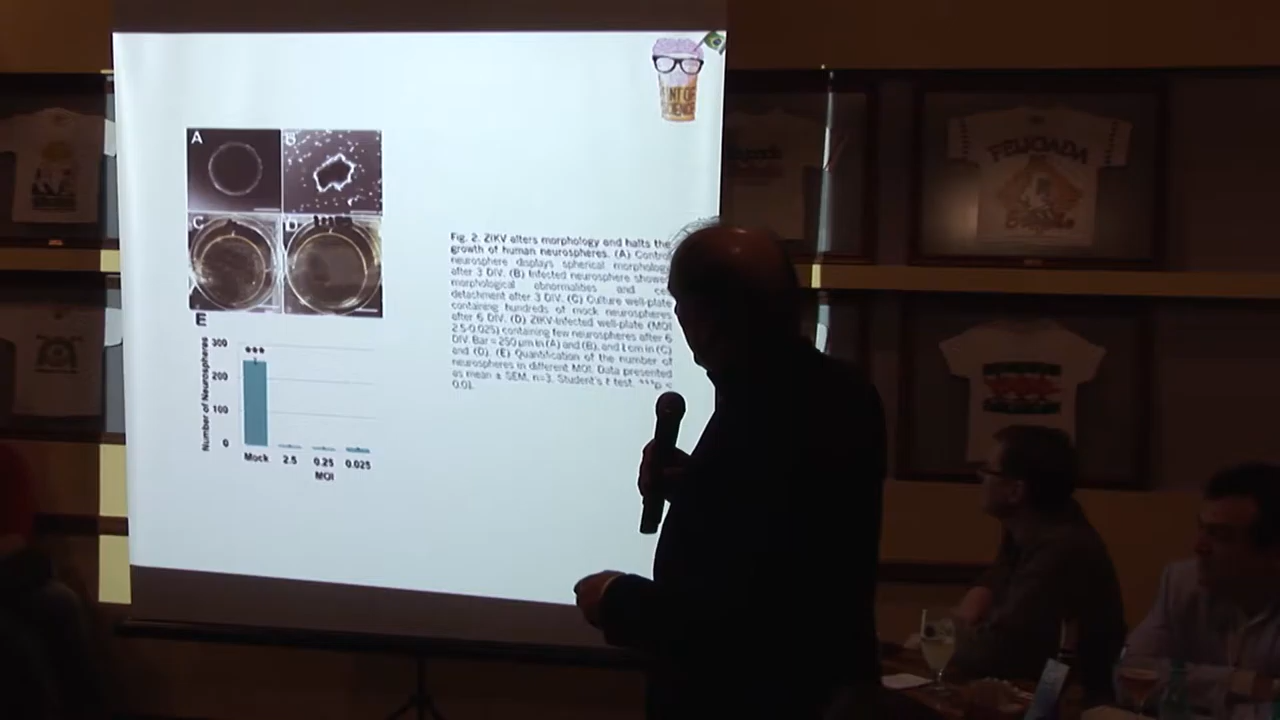 PINT OF
SCIENCE
A
B
C
D
FEIJOADA
Fig. 2. ZIKV alters morphology and halts the
growth of human neurospheres. (A) Control
neurosphere displays spherical morphology
after 3 DIV. (B) Infected neurosphere showed
morphological abnormalities and cell
detachment after 3 DIV. (C) Culture well-plate
containing hundreds of mock neurospheres
after 6 DIV. (D) ZIKV-infected well-plate (MOI
2.5-0.025) containing few neurospheres after 6
DIV. Bar = 250 μm in (A) and (B), and 1 cm in (C)
and (D). (E) Quantification of the number of
neurospheres in different MOI. Data presented
as mean ± SEM, n=3, Student's t test, ***p <
0.01.
E
Number of Neurospheres
300
200
100
0
***
Mock 2.5 0.25 0.025
MOI